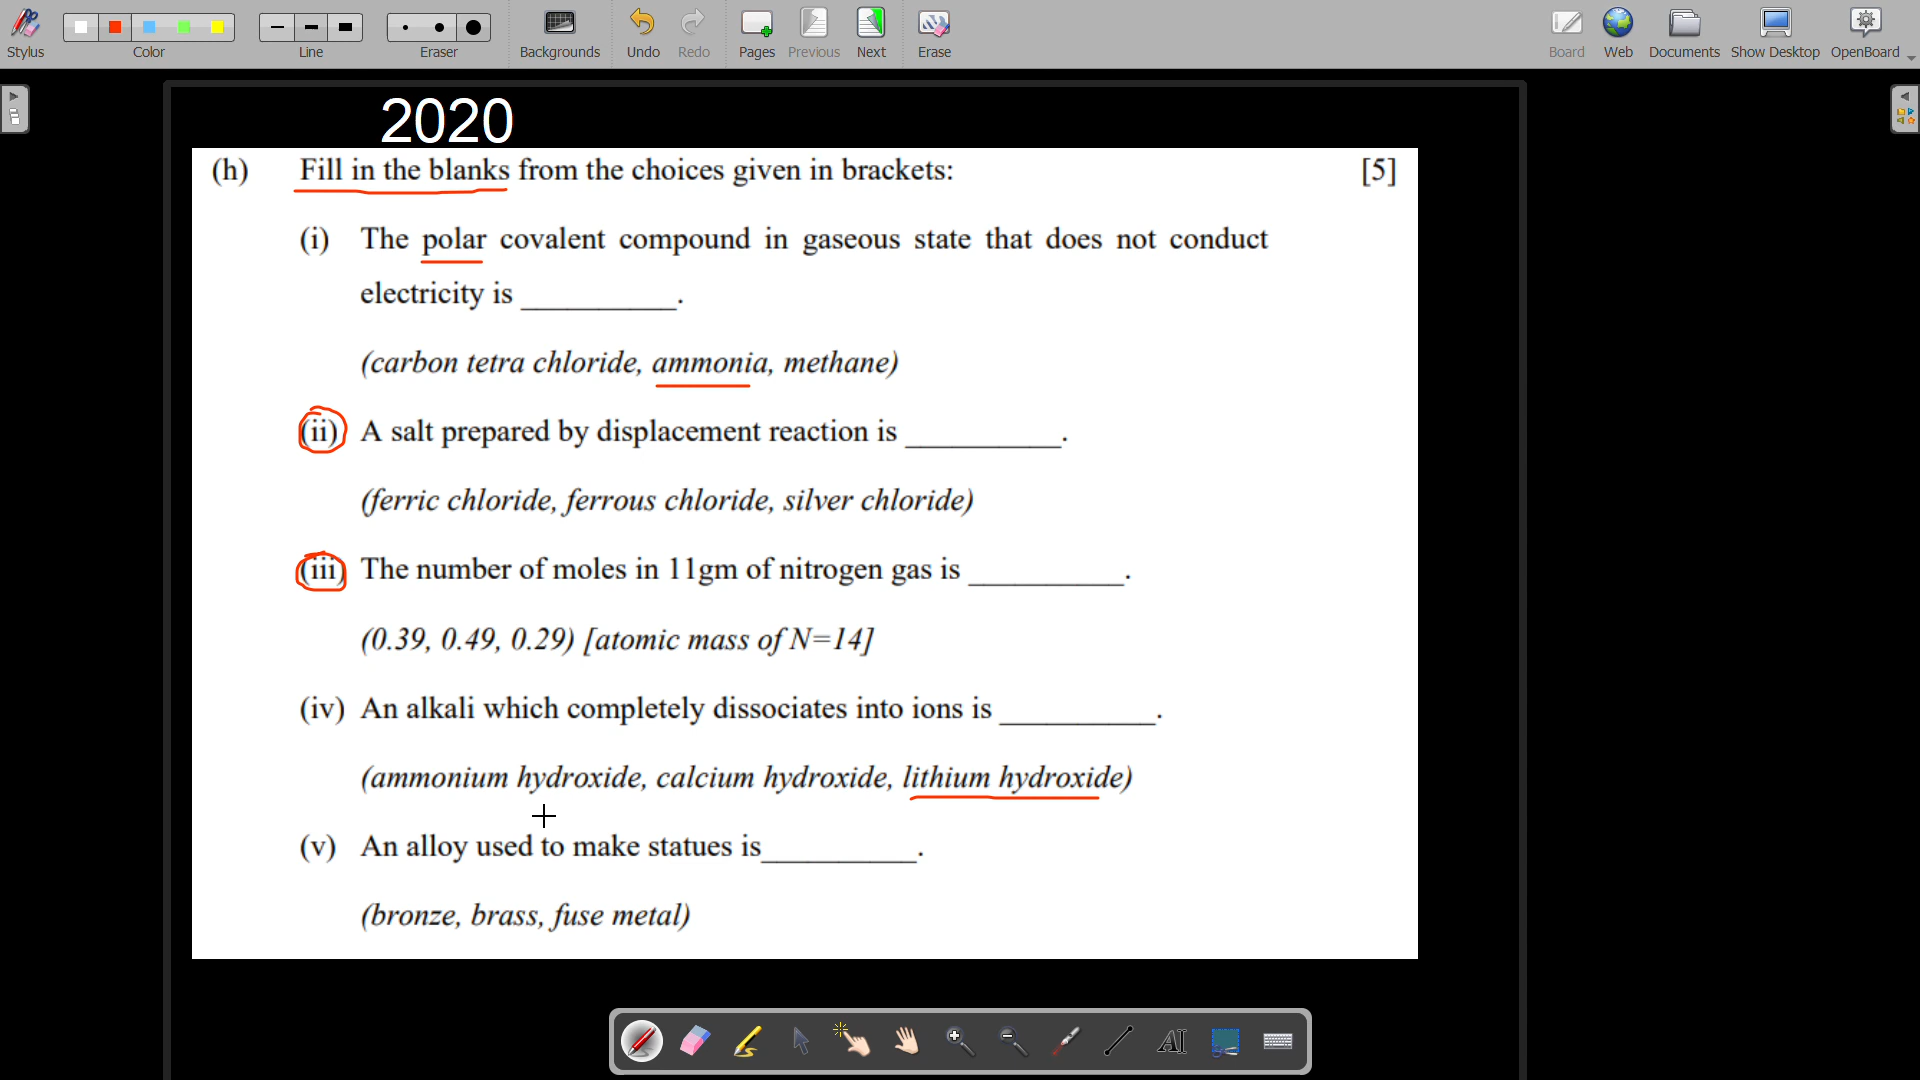 Stylus
Color
Line
Eraser
Backgrounds
Undo
Redo
Pages
Previous
Next
Erase
Board
Web
Documents
Show Desktop
OpenBoard
2020
(h) Fill in the blanks from the choices given in brackets: [5]
(i) The polar covalent compound in gaseous state that does not conduct
electricity is __________.
(carbon tetra chloride, ammonia, methane)
(ii) A salt prepared by displacement reaction is __________.
(ferric chloride, ferrous chloride, silver chloride)
(iii) The number of moles in 11gm of nitrogen gas is __________.
(0.39, 0.49, 0.29) [atomic mass of N=14]
(iv) An alkali which completely dissociates into ions is __________.
(ammonium hydroxide, calcium hydroxide, lithium hydroxide)
(v) An alloy used to make statues is__________.
(bronze, brass, fuse metal)
AI